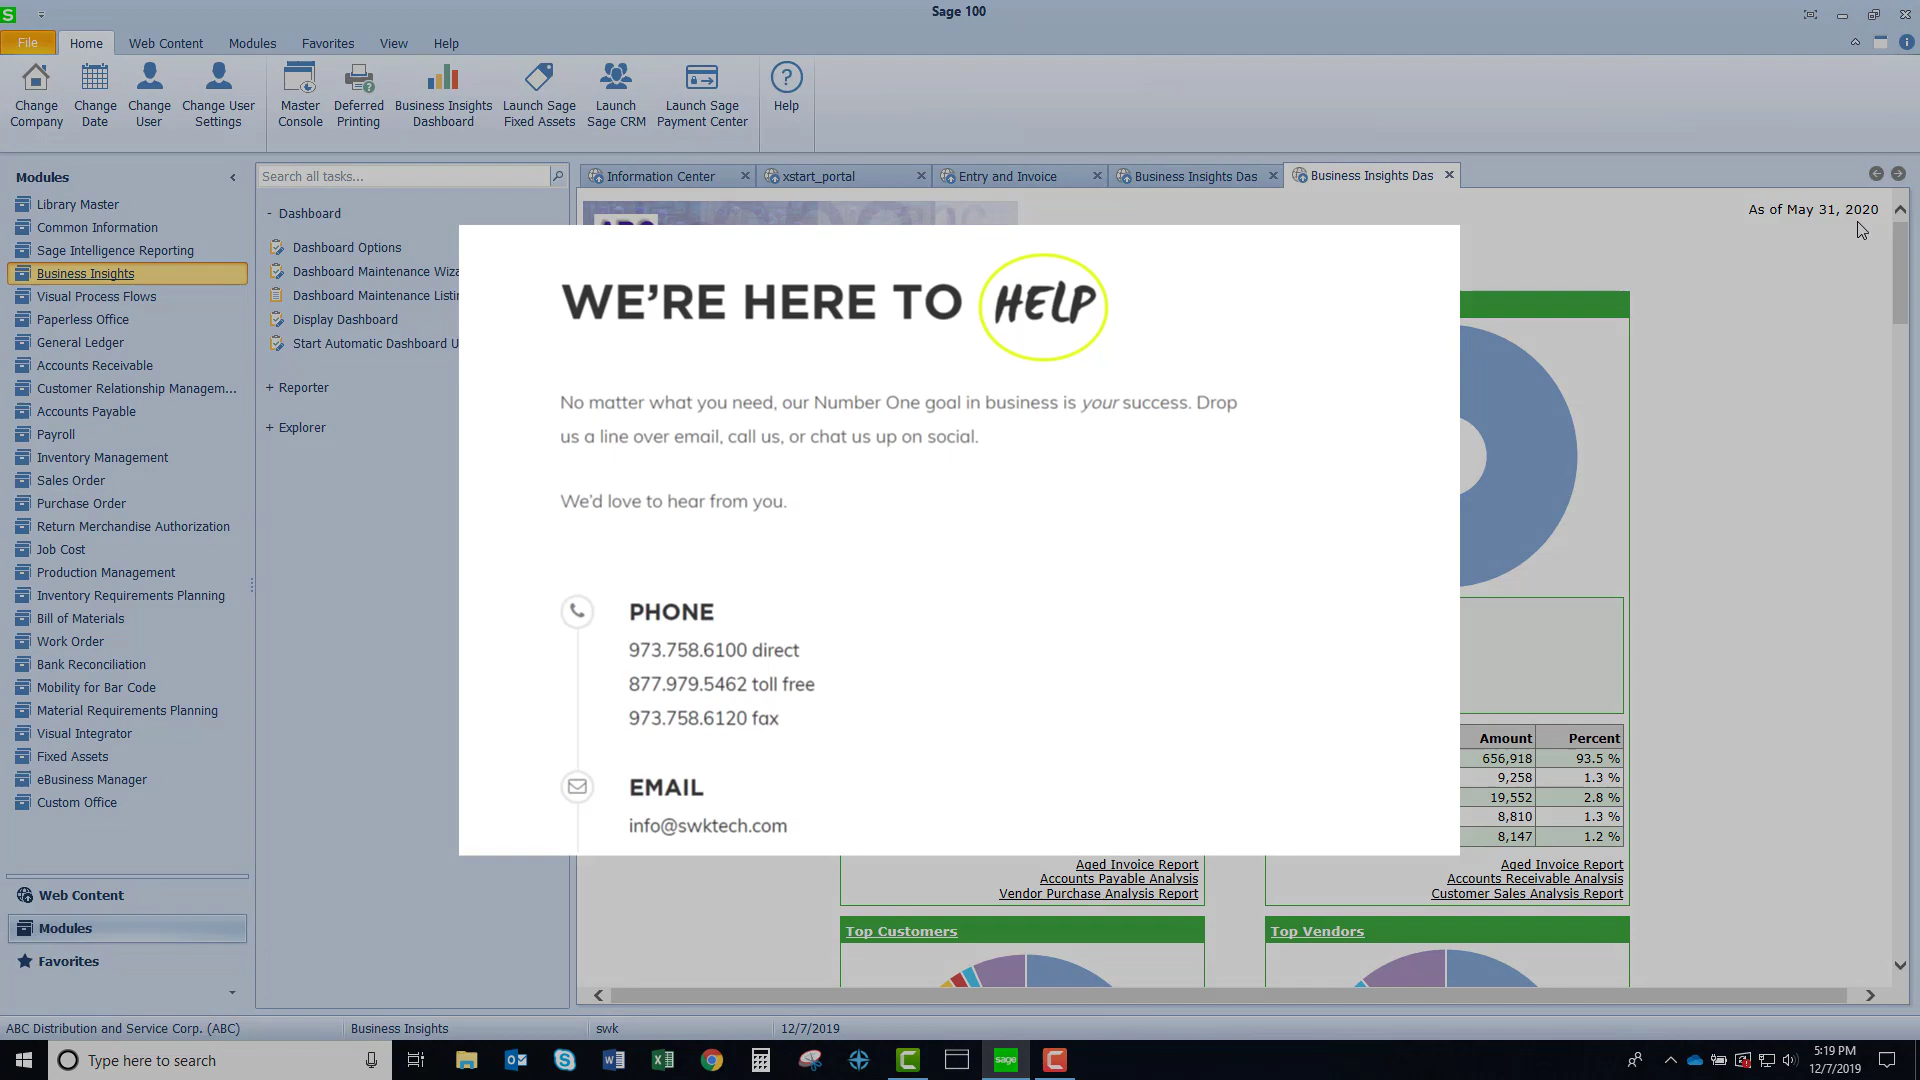 Sage 100
File
Home
Web Content
Modules
Favorites
View
Help
Change Company
Change Date
Change User
Change User Settings
Master Console
Deferred Printing
Business Insights Dashboard
Launch Sage Fixed Assets
Launch Sage CRM
Launch Sage Payment Center
Help
Modules
Library Master
Common Information
Sage Intelligence Reporting
Business Insights
Visual Process Flows
Paperless Office
General Ledger
Accounts Receivable
Customer Relationship Managem...
Accounts Payable
Payroll
Inventory Management
Sales Order
Purchase Order
Return Merchandise Authorization
Job Cost
Production Management
Inventory Requirements Planning
Bill of Materials
Work Order
Bank Reconciliation
Mobility for Bar Code
Material Requirements Planning
Visual Integrator
Fixed Assets
eBusiness Manager
Custom Office
Web Content
Modules
Favorites
Search all tasks...
- Dashboard
Dashboard Options
Dashboard Maintenance Wiza
Dashboard Maintenance Listin
Display Dashboard
Start Automatic Dashboard U
+ Reporter
+ Explorer
Information Center
xstart_portal
Entry and Invoice
Business Insights Das
Business Insights Das
As of May 31, 2020
WE'RE HERE TO HELP
No matter what you need, our Number One goal in business is your success. Drop
us a line over email, call us, or chat us up on social.
We'd love to hear from you.
PHONE
973.758.6100 direct
877.979.5462 toll free
973.758.6120 fax
EMAIL
info@swktech.com
Amount Percent
656,918 93.5 %
9,258 1.3 %
19,552 2.8 %
8,810 1.3 %
8,147 1.2 %
Aged Invoice Report
Accounts Payable Analysis
Vendor Purchase Analysis Report
Aged Invoice Report
Accounts Receivable Analysis
Customer Sales Analysis Report
Top Customers
Top Vendors
ABC Distribution and Service Corp. (ABC)
Business Insights
swk
12/7/2019
Type here to search
sage
5:19 PM
12/7/2019